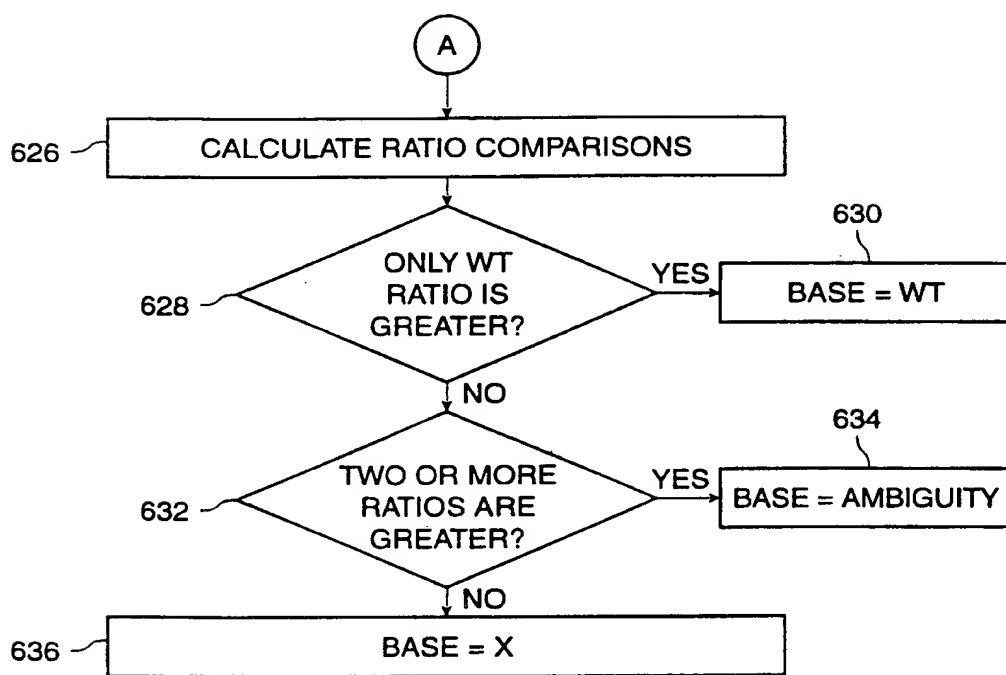 A
626
CALCULATE RATIO COMPARISONS
628
ONLY WT
RATIO IS
GREATER?
YES
630
BASE = WT
NO
632
TWO OR MORE
RATIOS ARE
GREATER?
YES
634
BASE = AMBIGUITY
NO
636
BASE = X